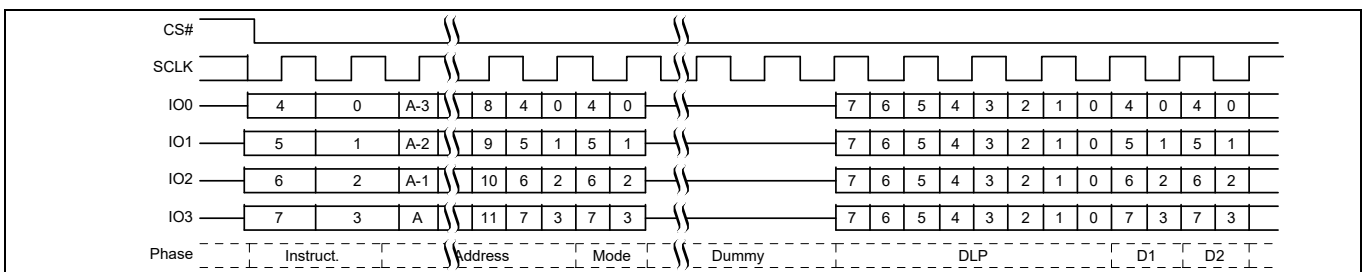 CS#
SCLK
IO0 4 0 A-3 8 4 0 4 0 7 6 5 4 3 2 1 0 4 0 4 0
IO1 5 1 A-2 9 5 1 5 1 7 6 5 4 3 2 1 0 5 1 5 1
IO2 6 2 A-1 10 6 2 6 2 7 6 5 4 3 2 1 0 6 2 6 2
IO3 7 3 A 11 7 3 7 3 7 6 5 4 3 2 1 0 7 3 7 3
Phase Instruct. Address Mode Dummy DLP D1 D2